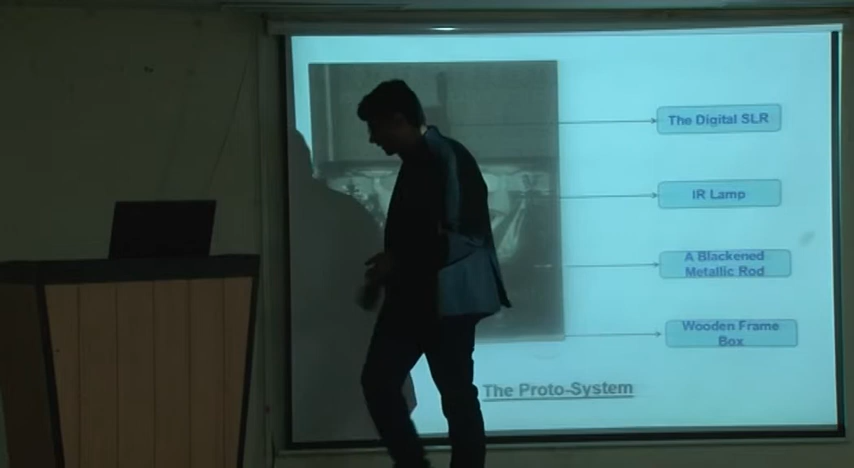 The Digital SLR
IR Lamp
A Blackened
Metallic Rod
Wooden Frame
Box
The Proto-System